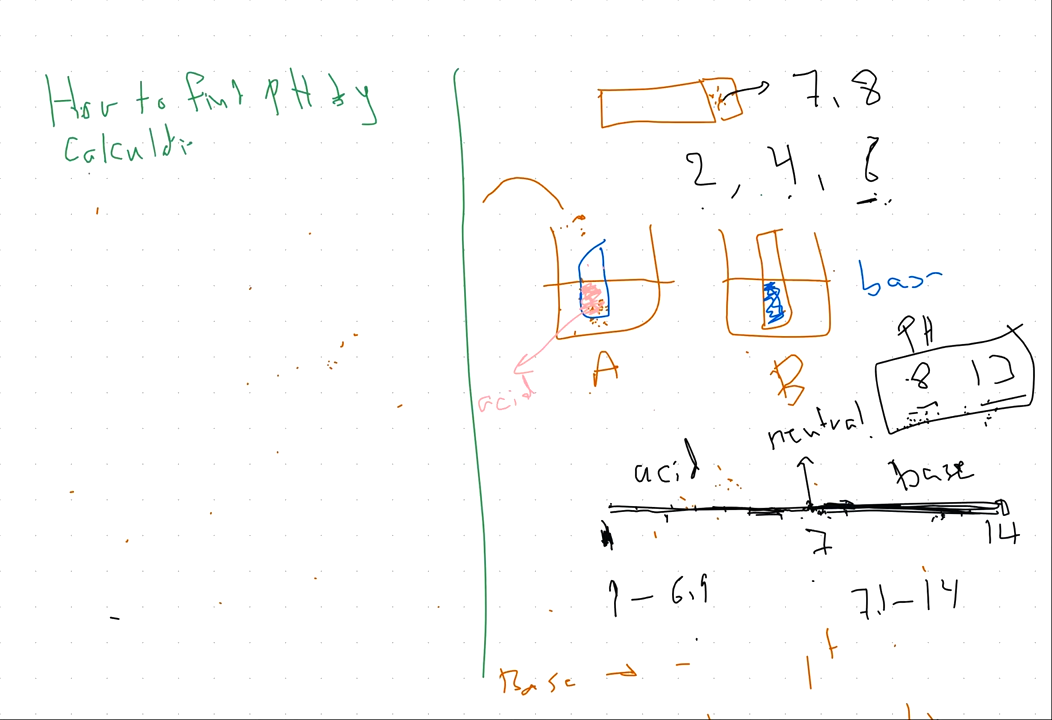 How to find PH by
calculati
7, 8
2, 4, 6
base
PH
8 13
A
B
acid
neutral
acid
base
7
14
1 - 6.9
7.1 - 14
Base → -